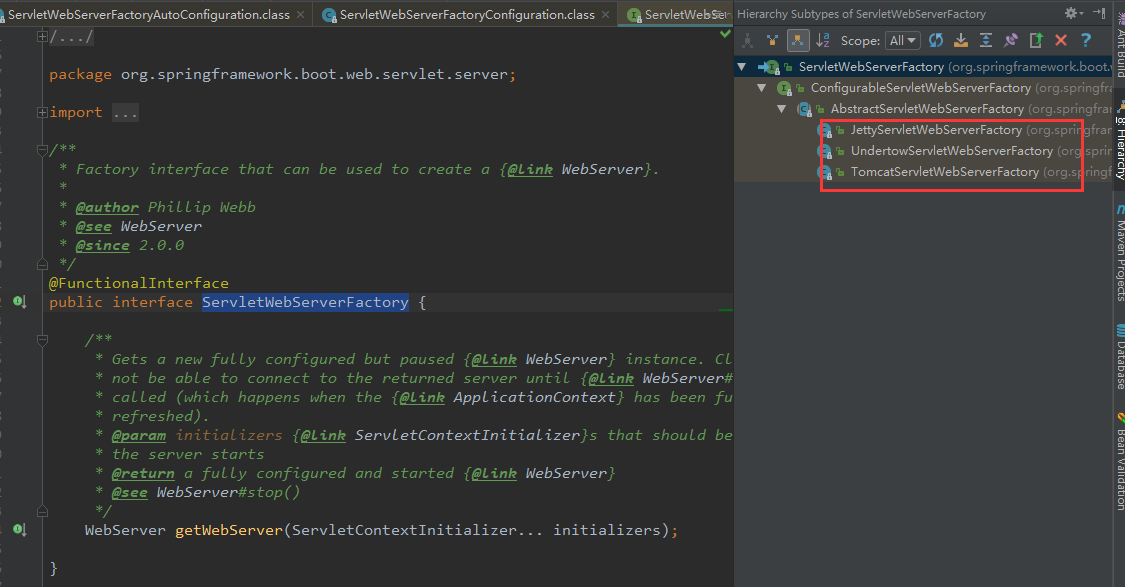 ServletWebServerFactoryAutoConfiguration.class
ServletWebServerFactoryConfiguration.class
Hierarchy Subtypes of ServletWebServerFactory
Scope: All
/.../
package org.springframework.boot.web.servlet.server;
import ...
/**
* Factory interface that can be used to create a {@link WebServer}.
*
* @author Phillip Webb
* @see WebServer
* @since 2.0.0
*/
@FunctionalInterface
public interface ServletWebServerFactory {
/**
* Gets a new fully configured but paused {@link WebServer} instance. Cl
* not be able to connect to the returned server until {@link WebServer#
* called (which happens when the {@link ApplicationContext} has been fu
* refreshed).
* @param initializers {@link ServletContextInitializer}s that should be
* the server starts
* @return a fully configured and started {@link WebServer}
* @see WebServer#stop()
*/
WebServer getWebServer(ServletContextInitializer... initializers);
}
ServletWebServerFactory (org.springframework.boot.
ConfigurableServletWebServerFactory (org.springfr
AbstractServletWebServerFactory (org.springfram
JettyServletWebServerFactory (org.springfra
UndertowServletWebServerFactory (org.sprin
TomcatServletWebServerFactory (org.springf
Ant Build
8: Hierarchy
Maven Projects
Database
Bean Validation